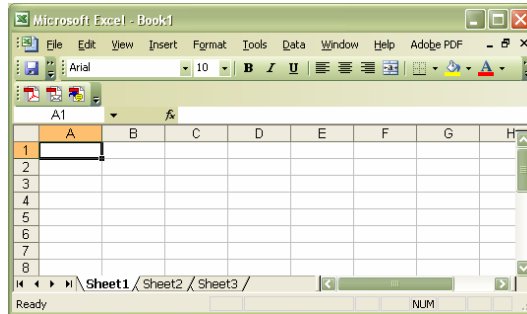 Microsoft Excel - Book1
File Edit View Insert Format Tools Data Window Help Adobe PDF
Arial 10 B I U A
A1 fx
A B C D E F G H
1
2
3
4
5
6
7
8
Sheet1 Sheet2 Sheet3
Ready NUM